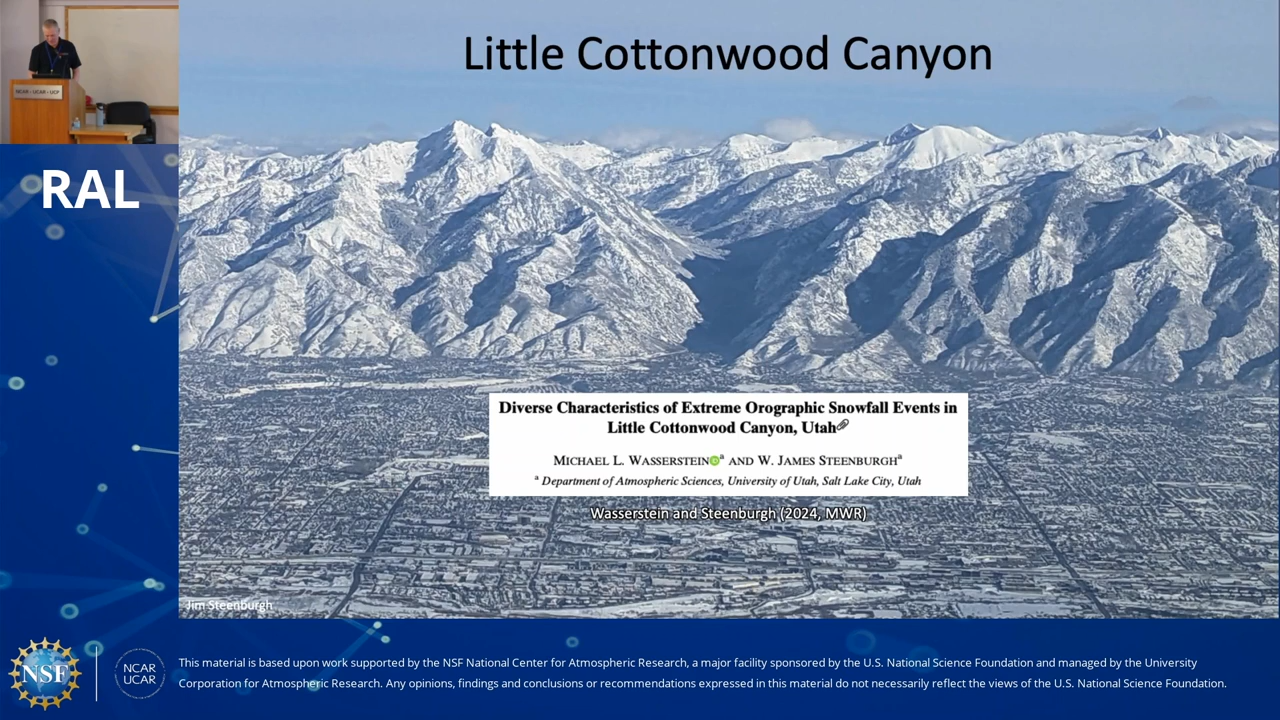 Little Cottonwood Canyon
NCAR • UCAR • UCP
RAL
Diverse Characteristics of Extreme Orographic Snowfall Events in
Little Cottonwood Canyon, Utah
MICHAEL L. WASSERSTEIN a AND W. JAMES STEENBURGH a
a Department of Atmospheric Sciences, University of Utah, Salt Lake City, Utah
Wasserstein and Steenburgh (2024, MWR)
Jim Steenburgh
NSF
NCAR
UCAR
This material is based upon work supported by the NSF National Center for Atmospheric Research, a major facility sponsored by the U.S. National Science Foundation and managed by the University
Corporation for Atmospheric Research. Any opinions, findings and conclusions or recommendations expressed in this material do not necessarily reflect the views of the U.S. National Science Foundation.